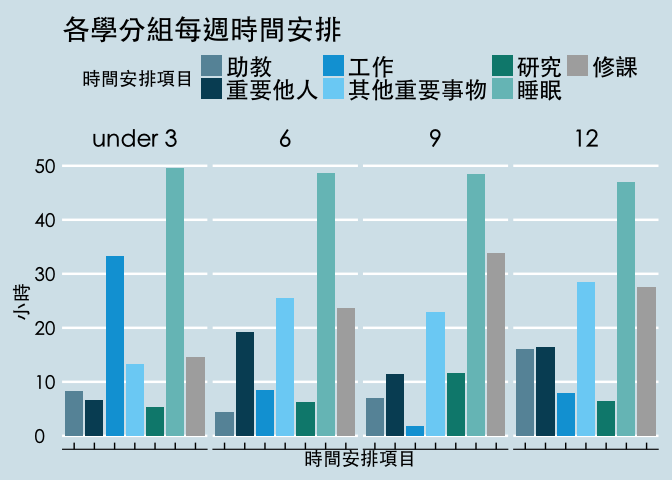 各學分組每週時間安排
時間安排項目 助教 工作 研究 修課
重要他人 其他重要事物 睡眠
under 3 6 9 12
50
40
30
20
10
0
小時
時間安排項目